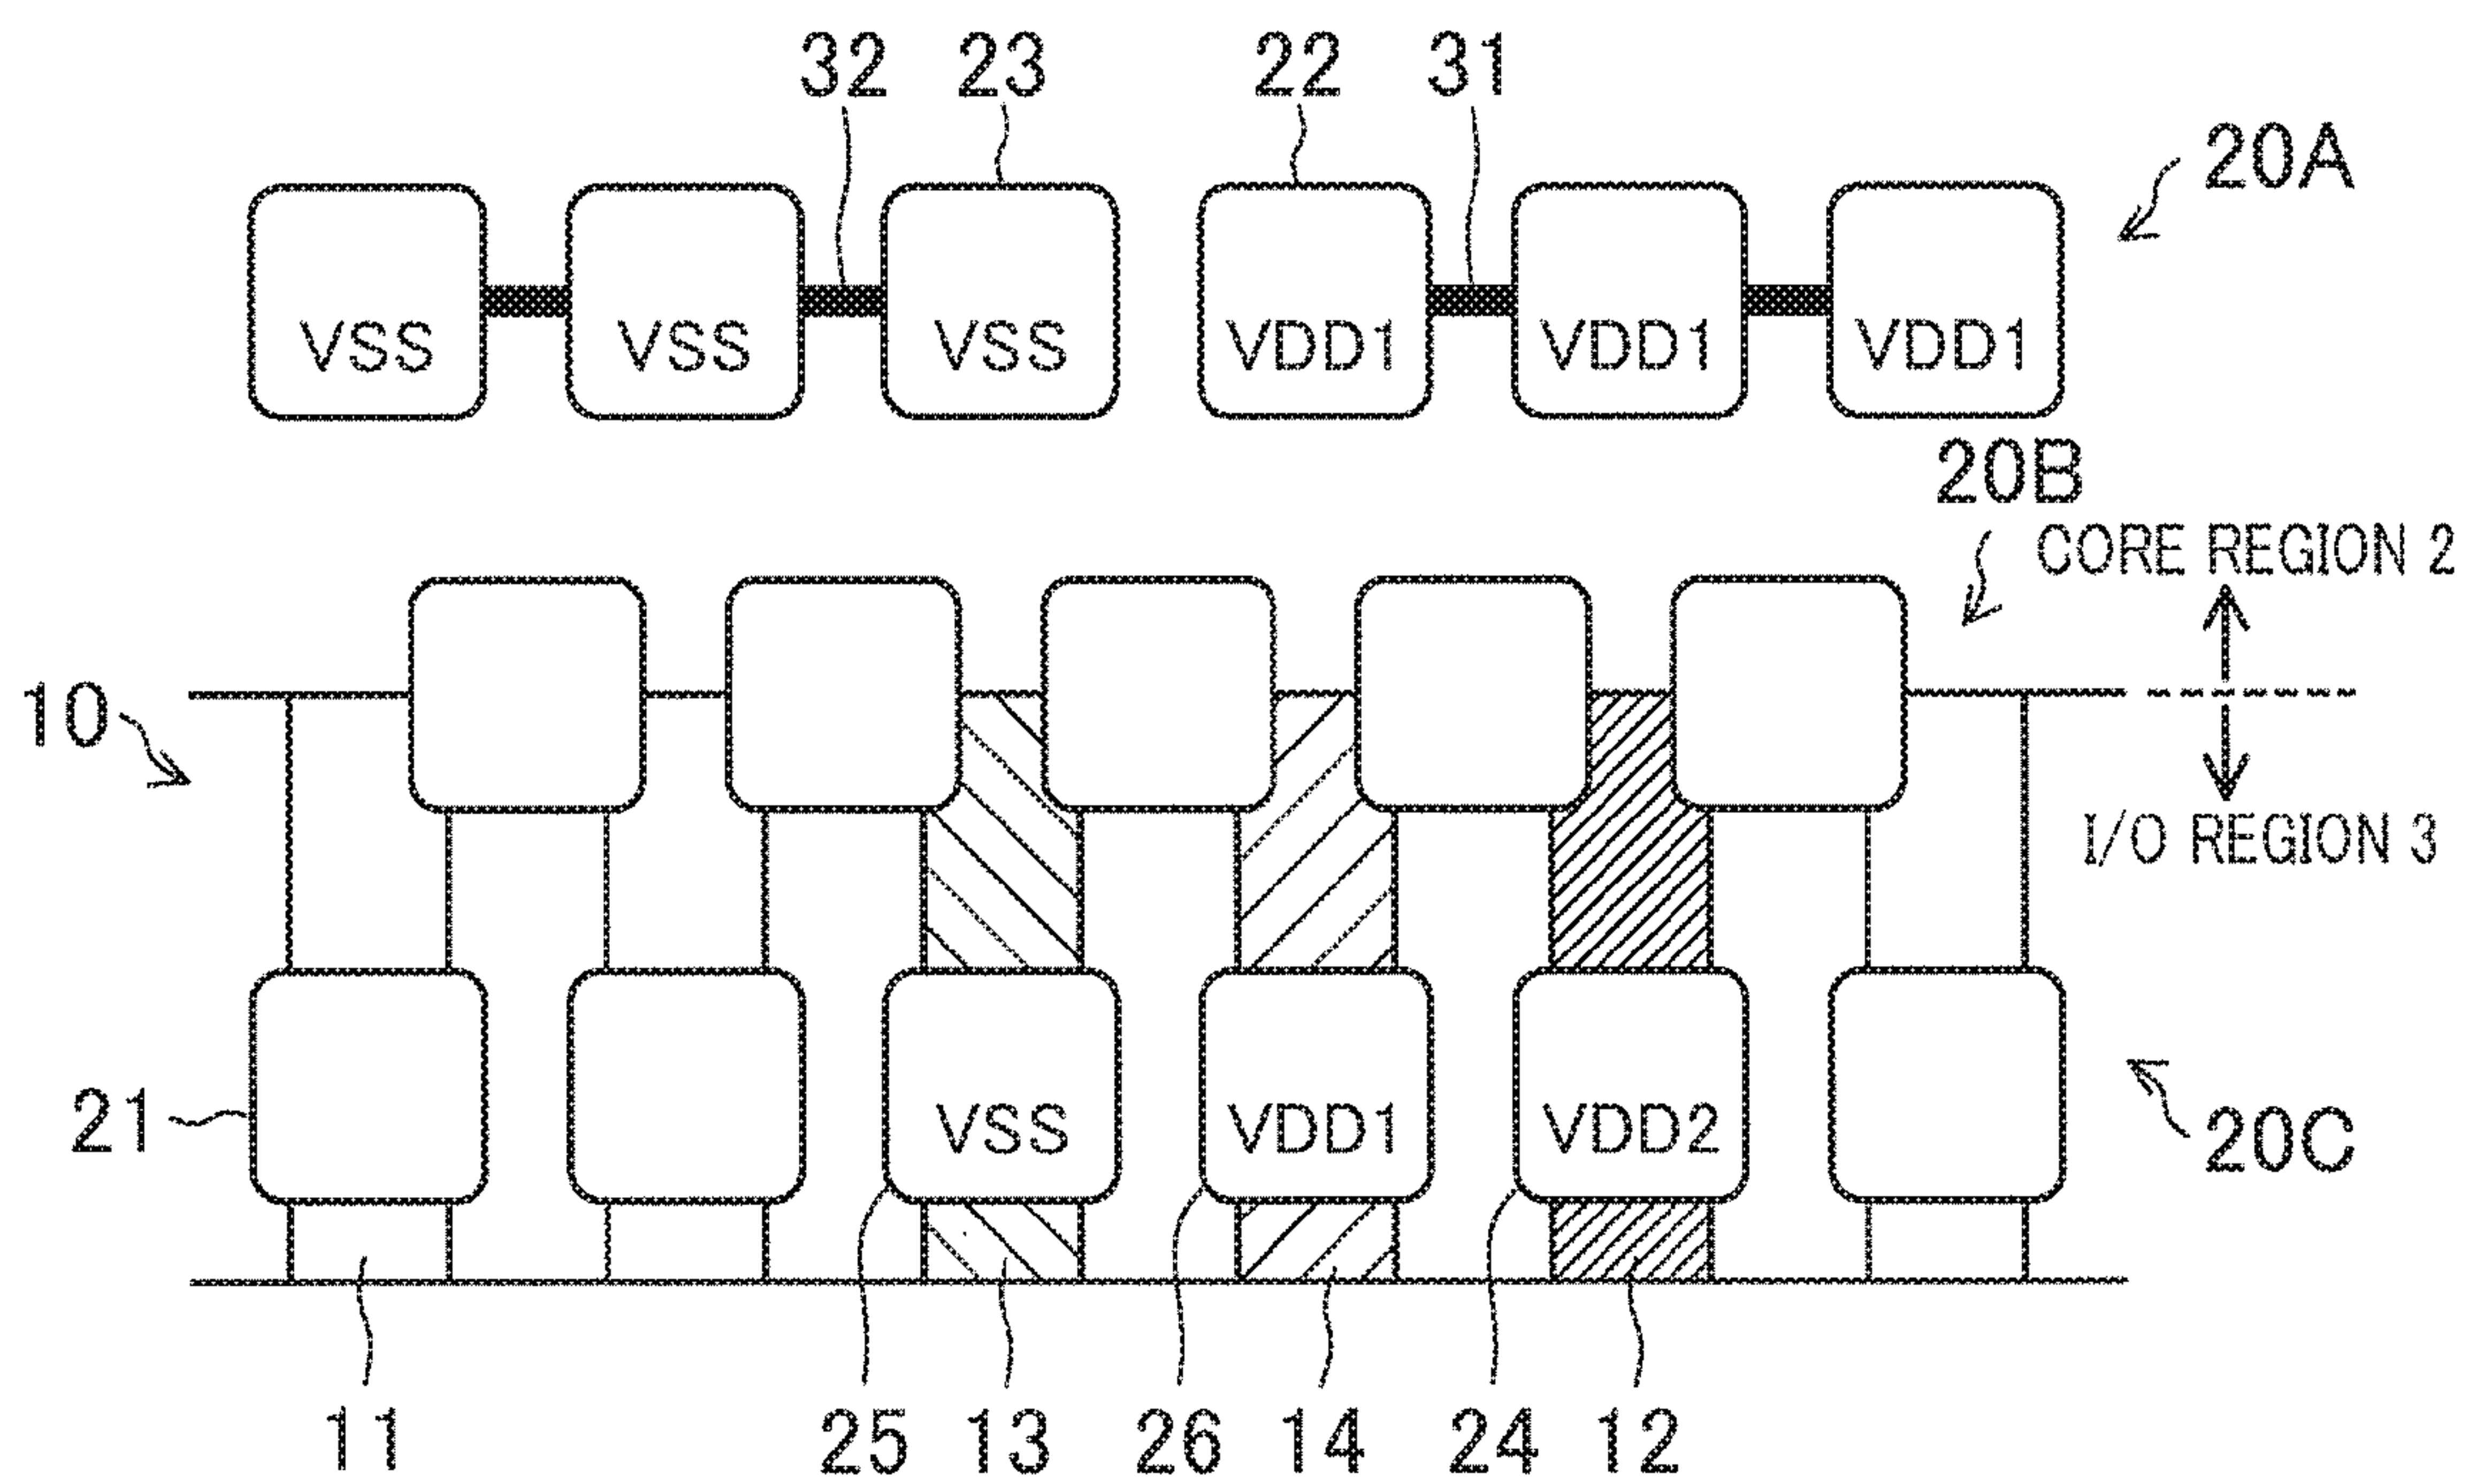 32 23 22 31
20A
VSS VSS VSS VDD1 VDD1 VDD1
20B
CORE REGION 2
10
I/O REGION 3
21 VSS VDD1 VDD2 20C
11 25 13 26 14 24 12